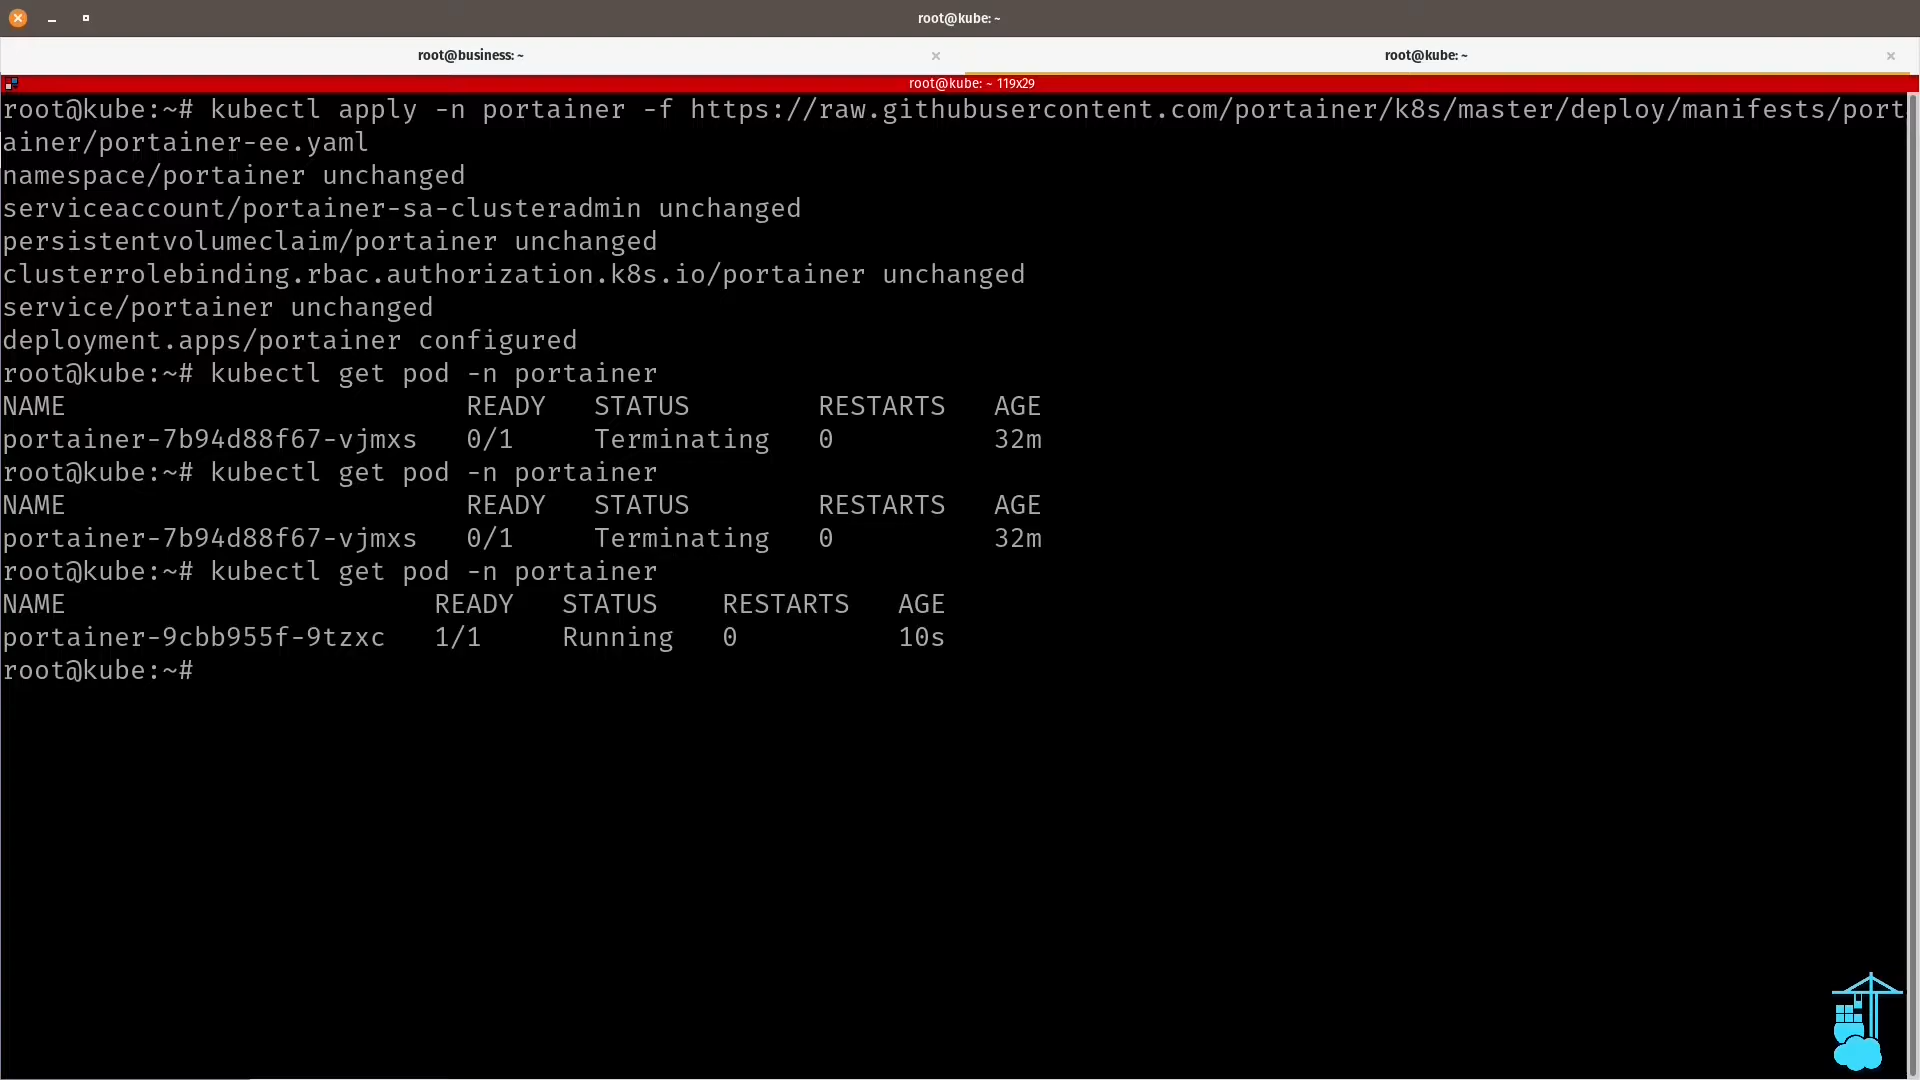 root@kube: ~
root@business: ~
root@kube: ~
root@kube: ~ 119x29
root@kube:~# kubectl apply -n portainer -f https://raw.githubusercontent.com/portainer/k8s/master/deploy/manifests/port
ainer/portainer-ee.yaml
namespace/portainer unchanged
serviceaccount/portainer-sa-clusteradmin unchanged
persistentvolumeclaim/portainer unchanged
clusterrolebinding.rbac.authorization.k8s.io/portainer unchanged
service/portainer unchanged
deployment.apps/portainer configured
root@kube:~# kubectl get pod -n portainer
NAME                         READY   STATUS        RESTARTS   AGE
portainer-7b94d88f67-vjmxs   0/1     Terminating   0          32m
root@kube:~# kubectl get pod -n portainer
NAME                         READY   STATUS        RESTARTS   AGE
portainer-7b94d88f67-vjmxs   0/1     Terminating   0          32m
root@kube:~# kubectl get pod -n portainer
NAME                       READY   STATUS    RESTARTS   AGE
portainer-9cbb955f-9tzxc   1/1     Running   0          10s
root@kube:~#